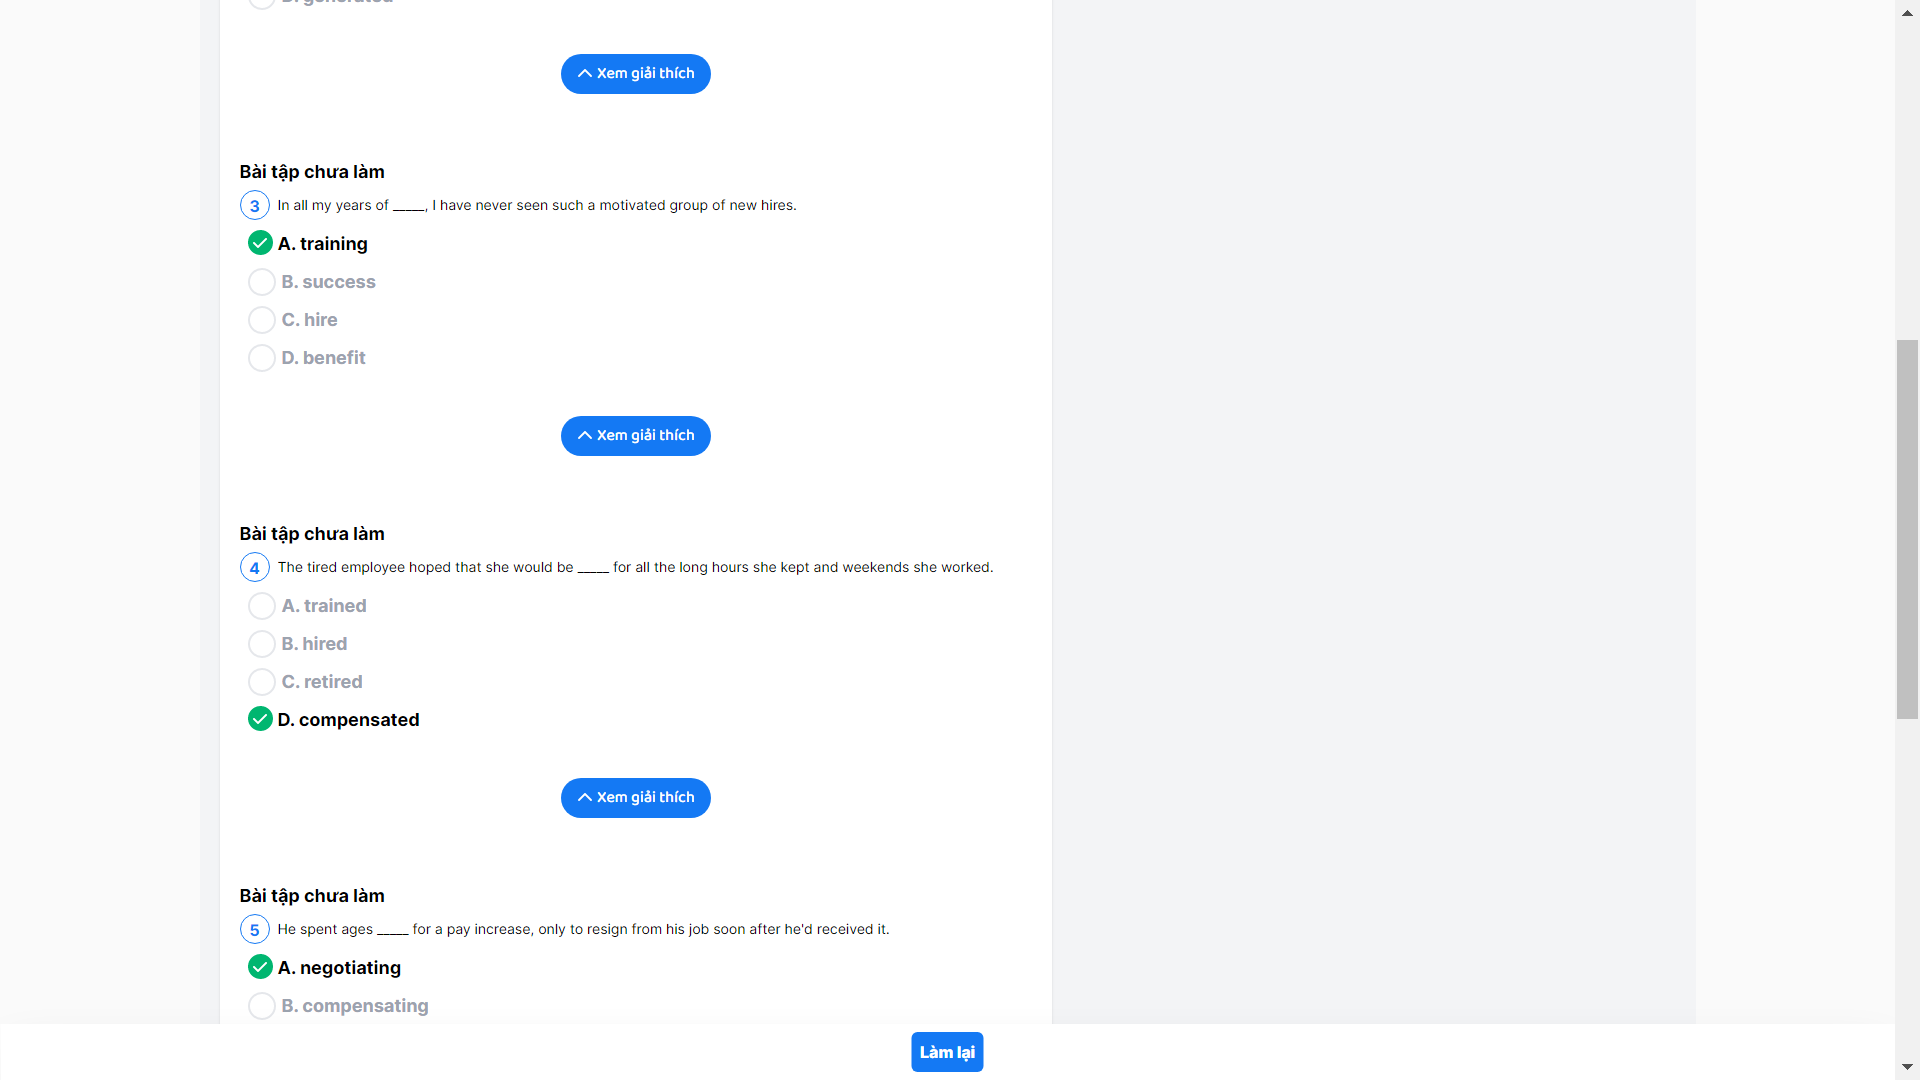 Xem giải thích
Bài tập chưa làm
3 In all my years of _____, I have never seen such a motivated group of new hires.
A. training
B. success
C. hire
D. benefit
Xem giải thích
Bài tập chưa làm
4 The tired employee hoped that she would be _____ for all the long hours she kept and weekends she worked.
A. trained
B. hired
C. retired
D. compensated
Xem giải thích
Bài tập chưa làm
5 He spent ages _____ for a pay increase, only to resign from his job soon after he'd received it.
A. negotiating
B. compensating
Làm lại